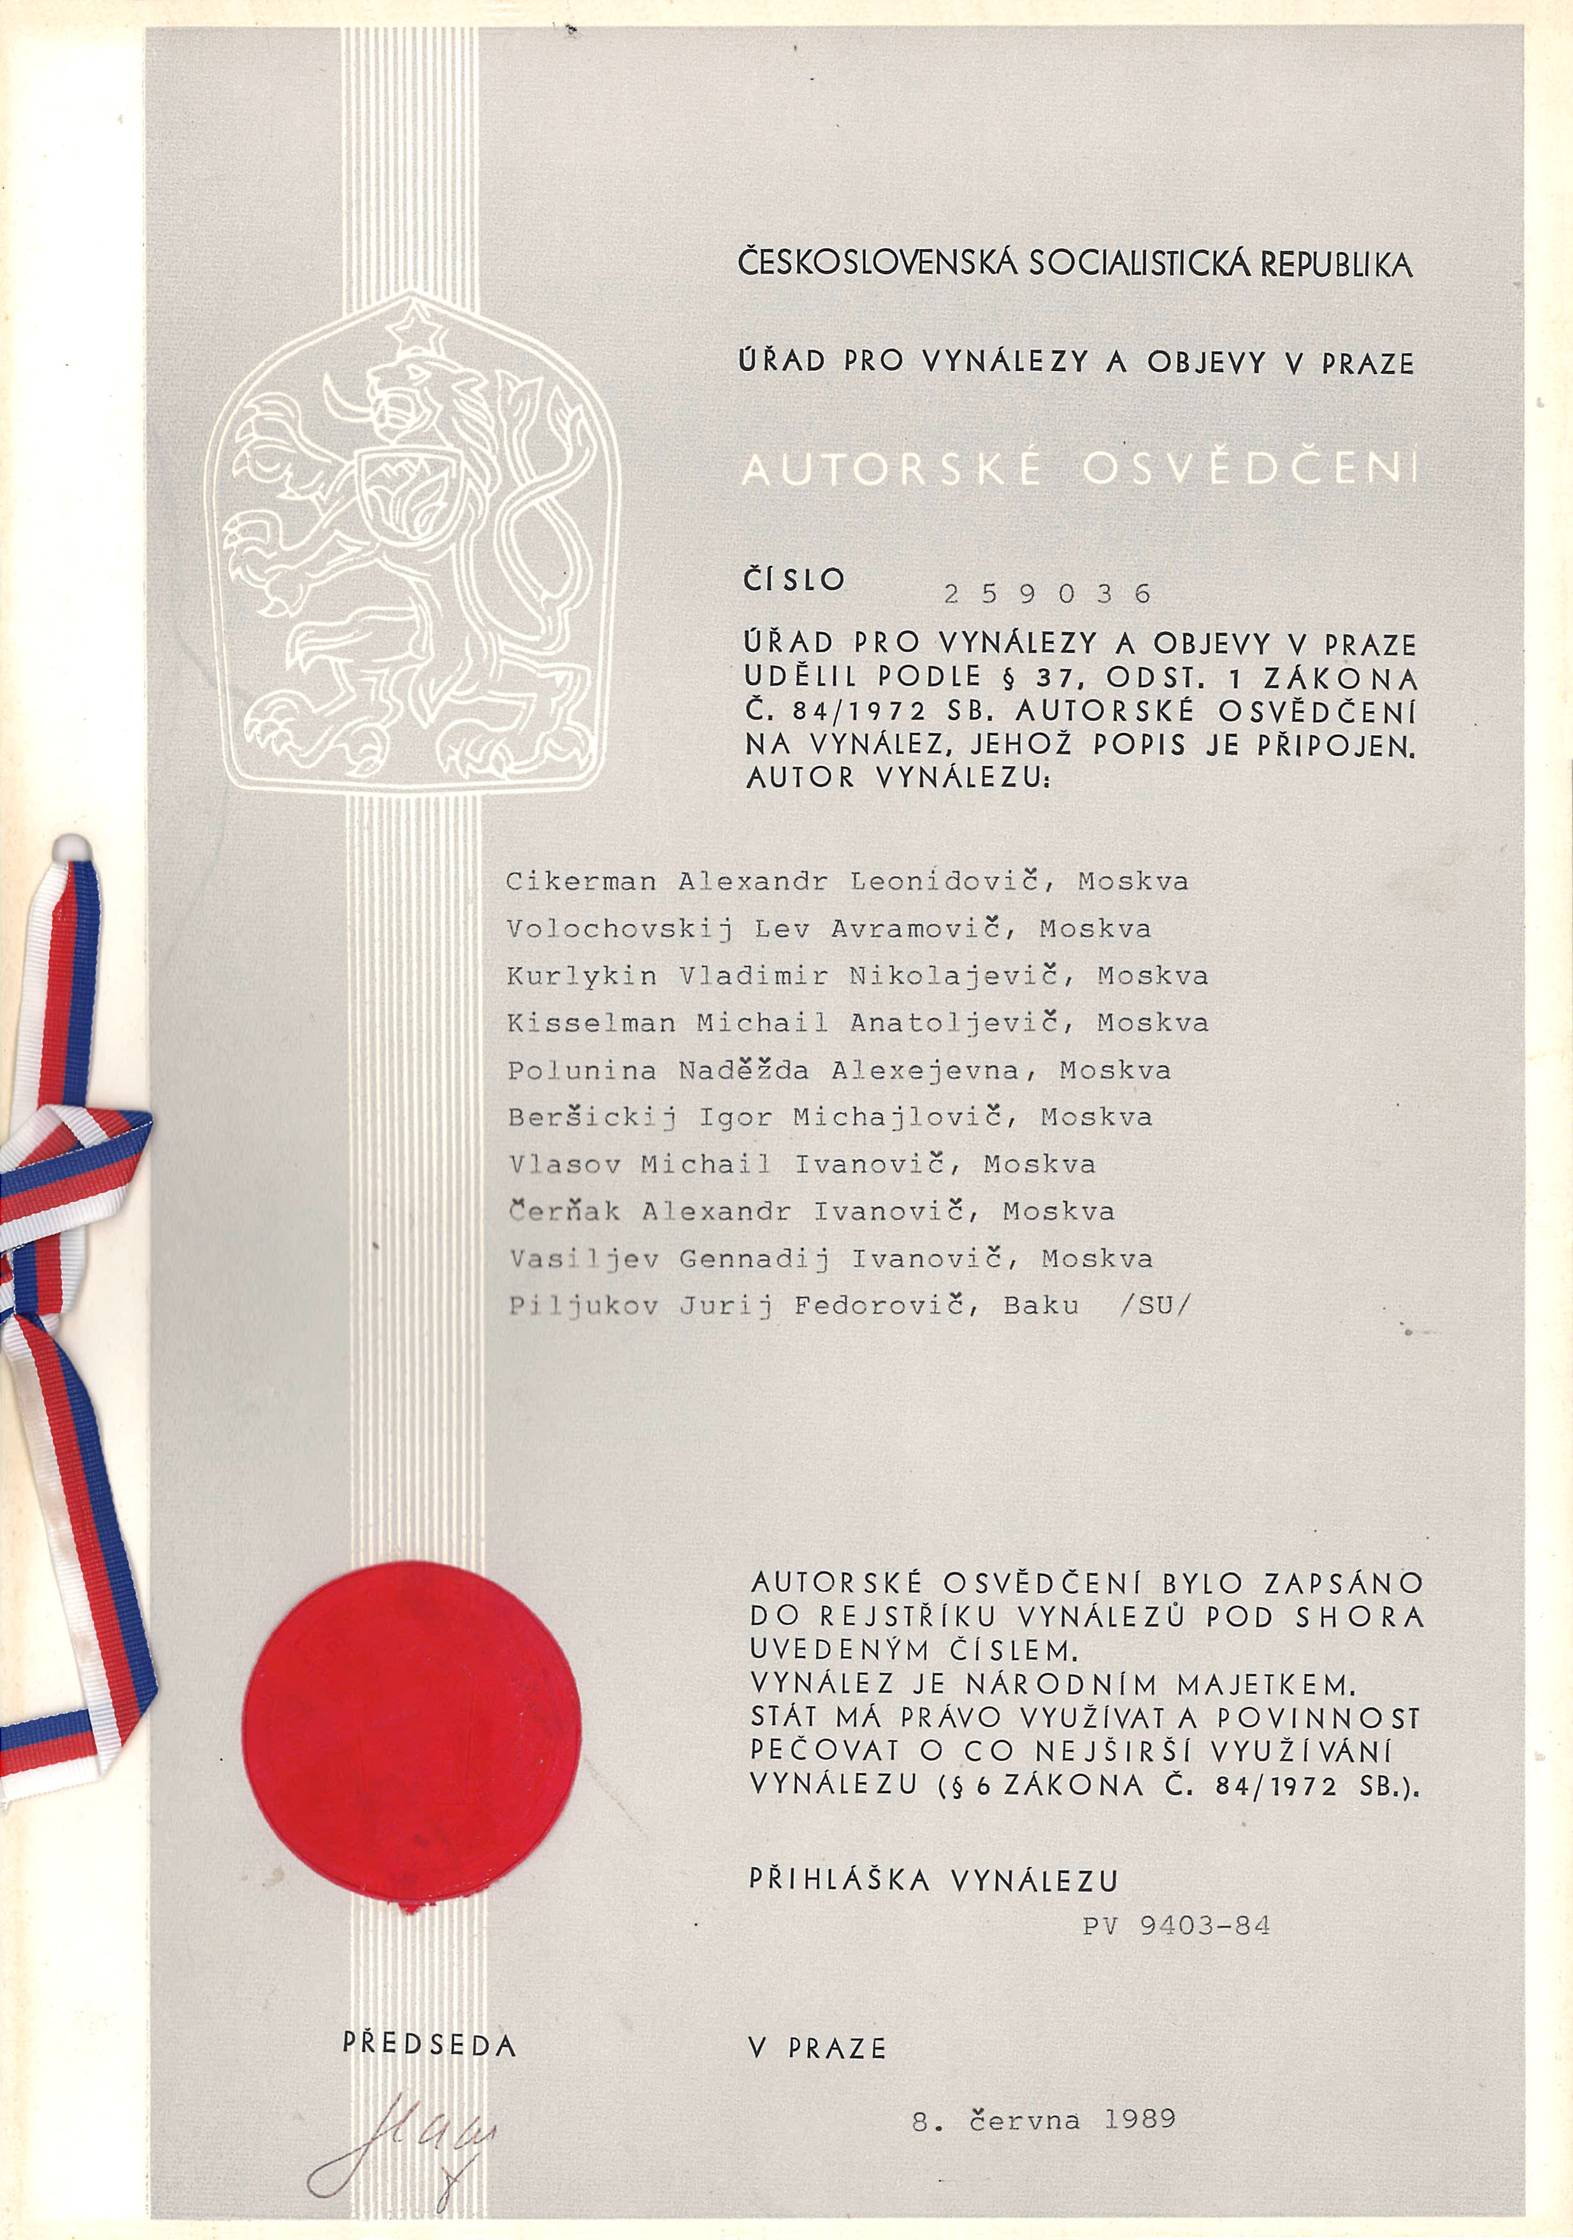 ČESKOSLOVENSKÁ SOCIALISTICKÁ REPUBLIKA
ÚŘAD PRO VYNÁLEZY A OBJEVY V PRAZE
AUTORSKÉ OSVĚDČENÍ
ČÍSLO 259036
ÚŘAD PRO VYNÁLEZY A OBJEVY V PRAZE
UDĚLIL PODLE § 37, ODST. 1 ZÁKONA
Č. 84/1972 SB. AUTORSKÉ OSVĚDČENÍ
NA VYNÁLEZ, JEHOŽ POPIS JE PŘIPOJEN.
AUTOR VYNÁLEZU:
Cikerman Alexandr Leonidovič, Moskva
Volochovskij Lev Avramovič, Moskva
Kurlykin Vladimir Nikolajevič, Moskva
Kisselman Michail Anatoljevič, Moskva
Polunina Naděžda Alexejevna, Moskva
Beršickij Igor Michajlovič, Moskva
Vlasov Michail Ivanovič, Moskva
Čerňak Alexandr Ivanovič, Moskva
Vasiljev Gennadij Ivanovič, Moskva
Piljukov Jurij Fedorovič, Baku /SU/
AUTORSKÉ OSVĚDČENÍ BYLO ZAPSÁNO
DO REJSTŘÍKU VYNÁLEZŮ POD SHORA
UVEDENÝM ČÍSLEM.
VYNÁLEZ JE NÁRODNÍM MAJETKEM.
STÁT MÁ PRÁVO VYUŽÍVAT A POVINNOST
PEČOVAT O CO NEJŠIRŠÍ VYUŽÍVÁNÍ
VYNÁLEZU (§ 6 ZÁKONA Č. 84/1972 SB.).
PŘIHLÁŠKA VYNÁLEZU
PV 9403-84
PŘEDSEDA
V PRAZE
8. června 1989